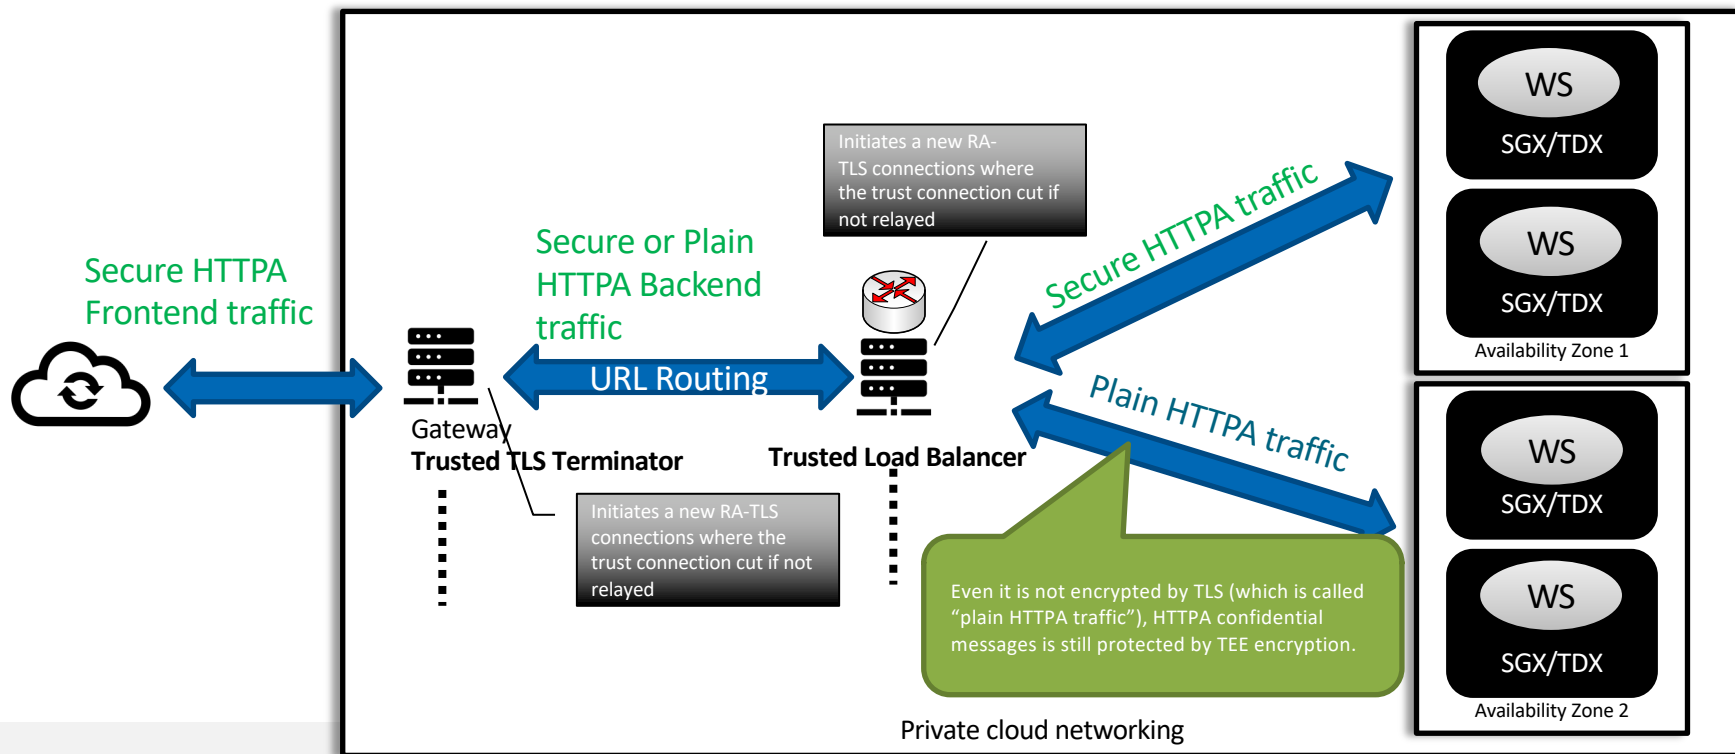 Secure HTTPA
Frontend traffic
Gateway
Trusted TLS Terminator
Initiates a new RA-TLS
connections where the
trust connection cut if not
relayed
Secure or Plain
HTTPA Backend
traffic
URL Routing
Initiates a new RA-
TLS connections where
the trust connection cut if
not relayed
Trusted Load Balancer
Secure HTTPA traffic
Plain HTTPA traffic
Even it is not encrypted by TLS (which is called
“plain HTTPA traffic”), HTTPA confidential
messages is still protected by TEE encryption.
WS
SGX/TDX
WS
SGX/TDX
Availability Zone 1
WS
SGX/TDX
WS
SGX/TDX
Availability Zone 2
Private cloud networking